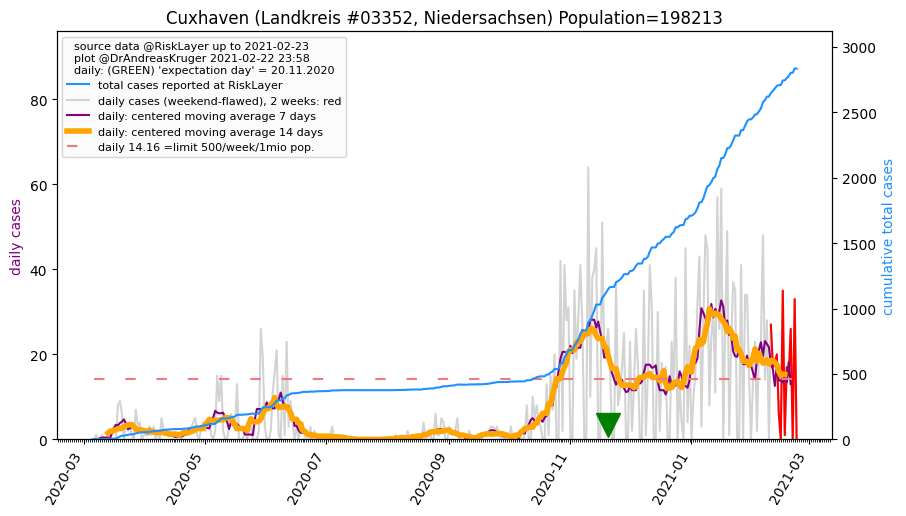 Cuxhaven (Landkreis #03352, Niedersachsen) Population=198213
source data @RiskLayer up to 2021-02-23
plot @DrAndreasKruger 2021-02-22 23:58
daily: (GREEN) 'expectation day' = 20.11.2020
total cases reported at RiskLayer
daily cases (weekend-flawed), 2 weeks: red
daily: centered moving average 7 days
daily: centered moving average 14 days
daily 14.16 =limit 500/week/1mio pop.
daily cases
80
60
40
20
0
cumulative total cases
3000
2500
2000
1500
1000
500
0
2020-03
2020-05
2020-07
2020-09
2020-11
2021-01
2021-03